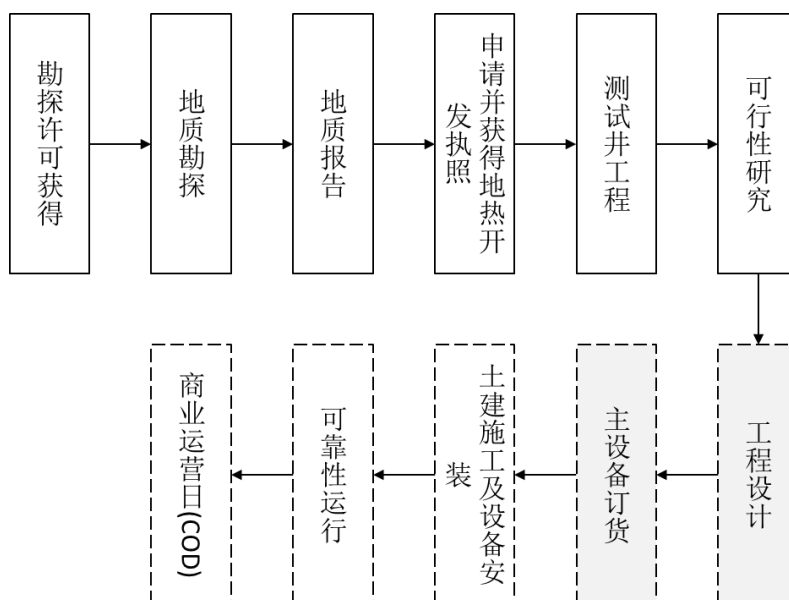 勘探许可获得
地质勘探
地质报告
申请并获得地热开
发执照
测试井工程
可行性研究
工程设计
主设备订货
土建施工及设备安
装
可靠性运行
商业运营日(COD)